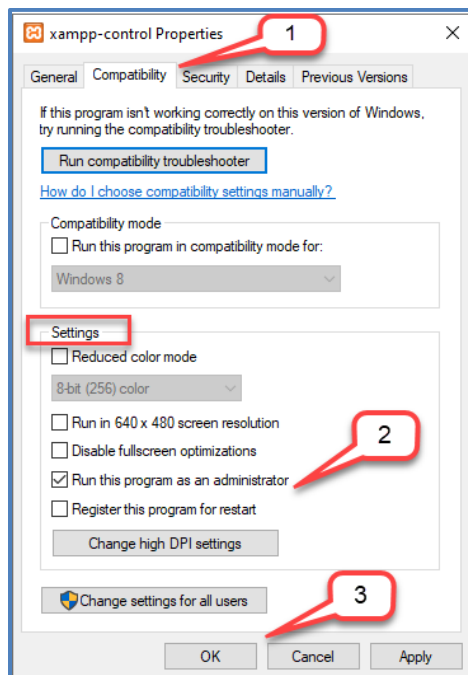 xampp-control Properties
1
General Compatibility Security Details Previous Versions
If this program isn't working correctly on this version of Windows,
try running the compatibility troubleshooter.
Run compatibility troubleshooter
How do I choose compatibility settings manually?
Compatibility mode
Run this program in compatibility mode for:
Windows 8
Settings
Reduced color mode
8-bit (256) color
Run in 640 x 480 screen resolution
2
Disable fullscreen optimizations
Run this program as an administrator
Register this program for restart
Change high DPI settings
Change settings for all users
3
OK Cancel Apply